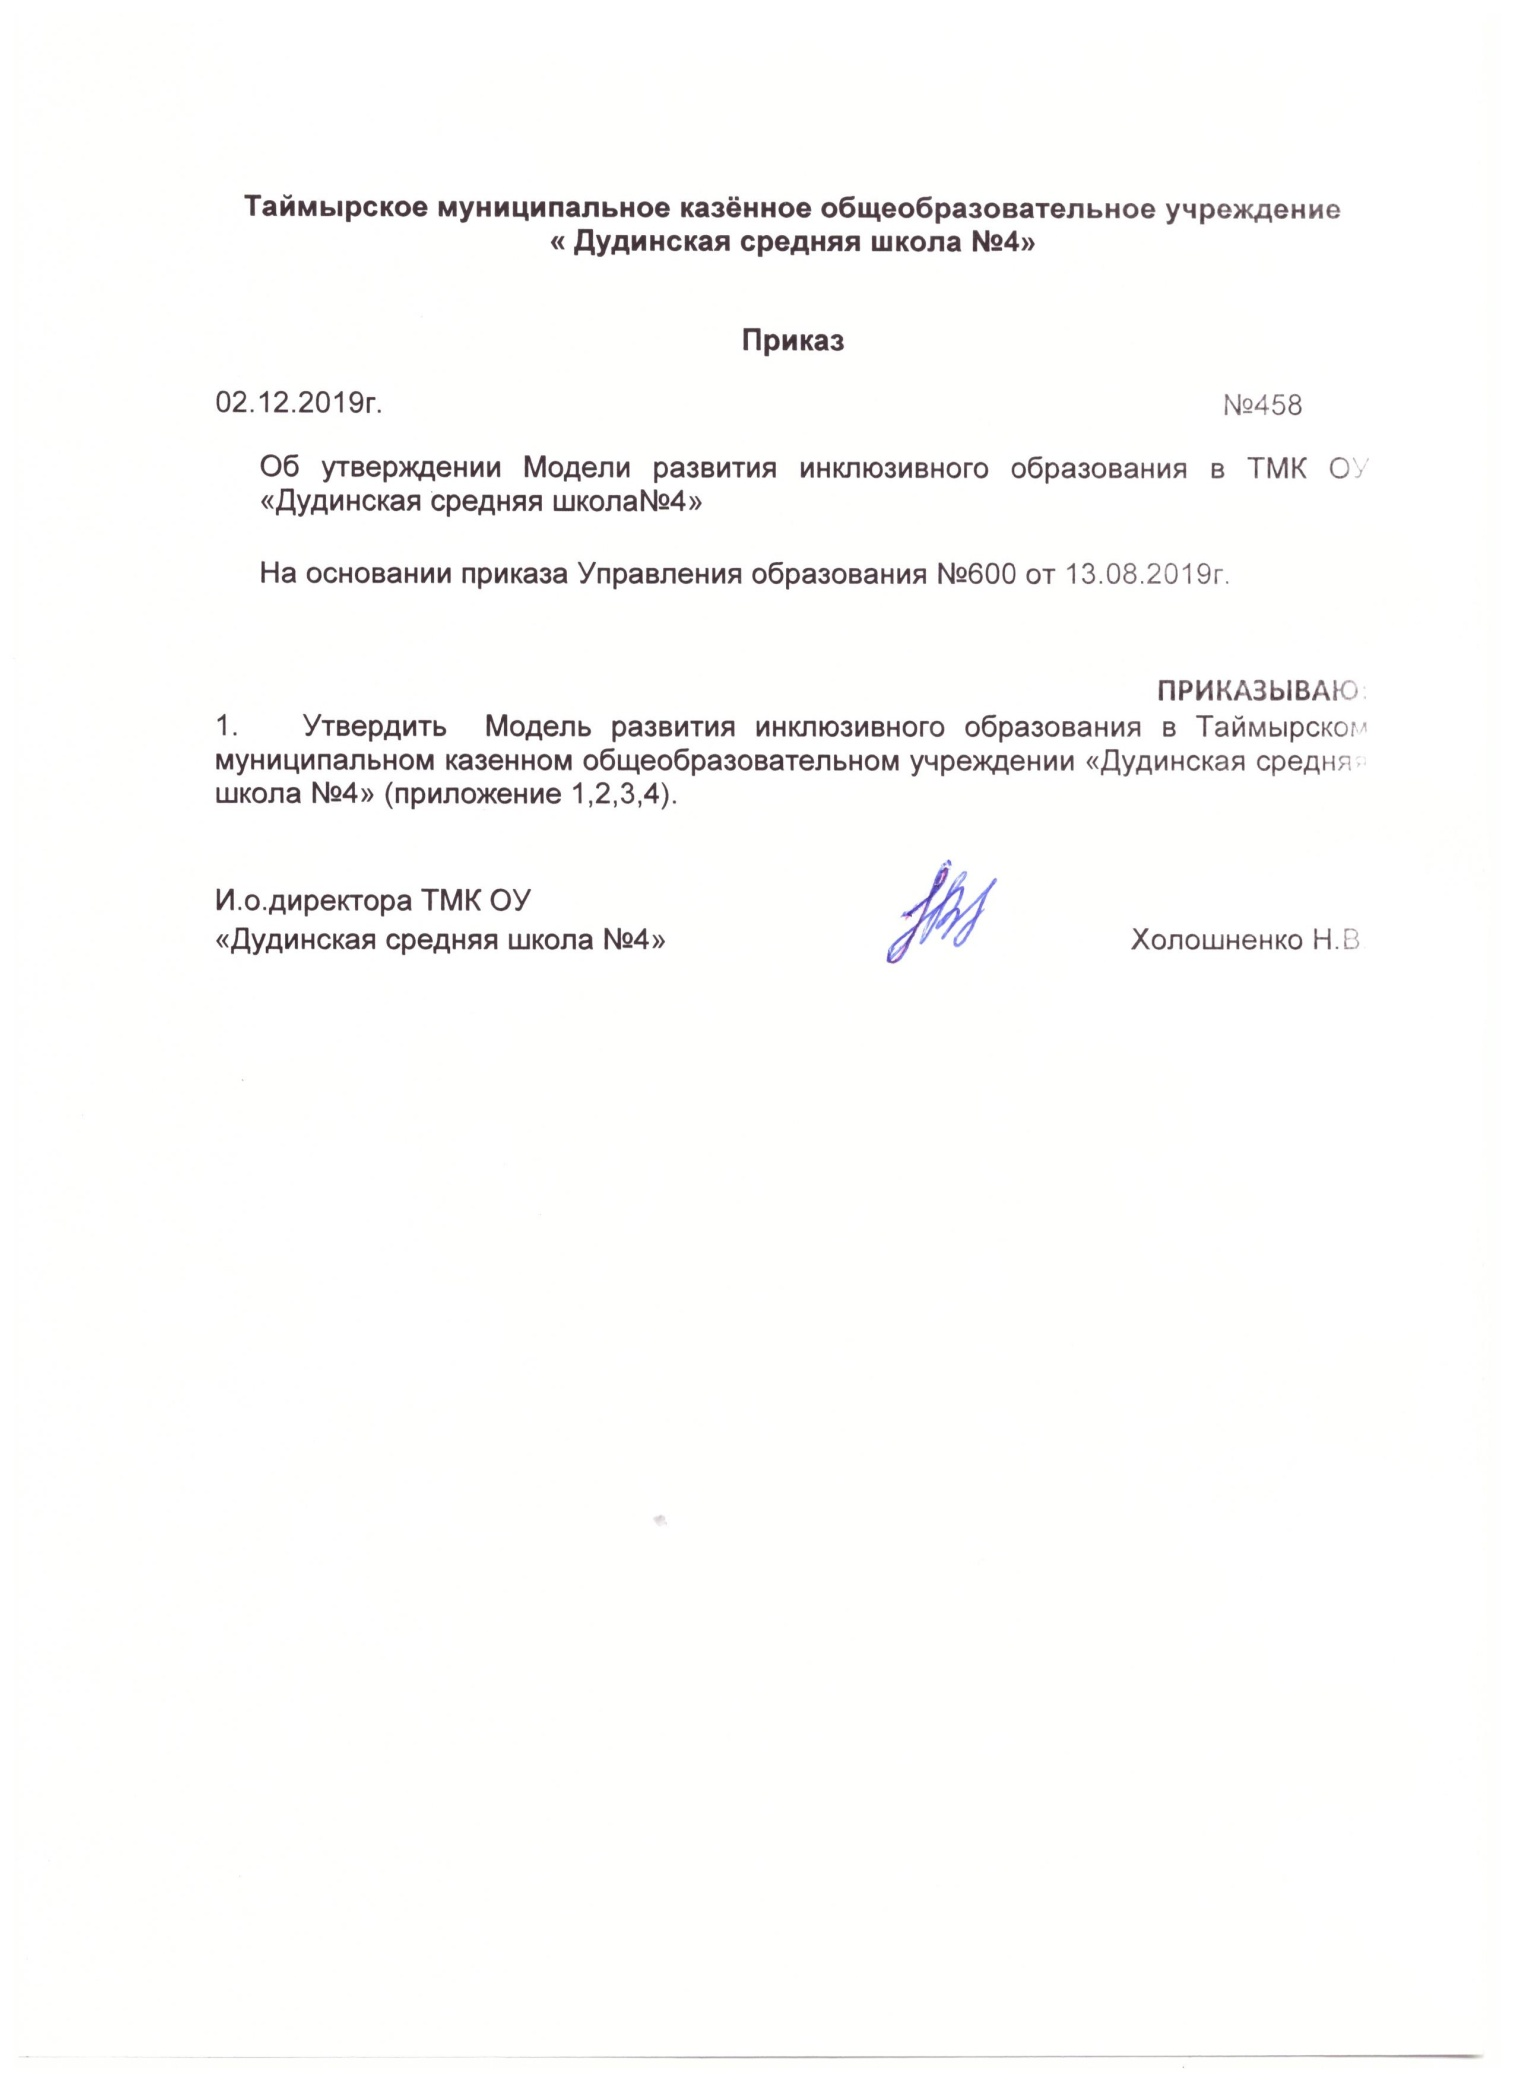 Таймырское муниципальное казённое общеобразовательное учреждение
« Дудинская средняя школа №4»
Приказ
02.12.2019г. №458
Об утверждении Модели развития инклюзивного образования в ТМК ОУ
«Дудинская средняя школа№4»
На основании приказа Управления образования №600 от 13.08.2019г.
ПРИКАЗЫВАЮ:
1. Утвердить Модель развития инклюзивного образования в Таймырском
муниципальном казенном общеобразовательном учреждении «Дудинская средняя
школа №4» (приложение 1,2,3,4).
И.о.директора ТМК ОУ
«Дудинская средняя школа №4» Холошненко Н.В